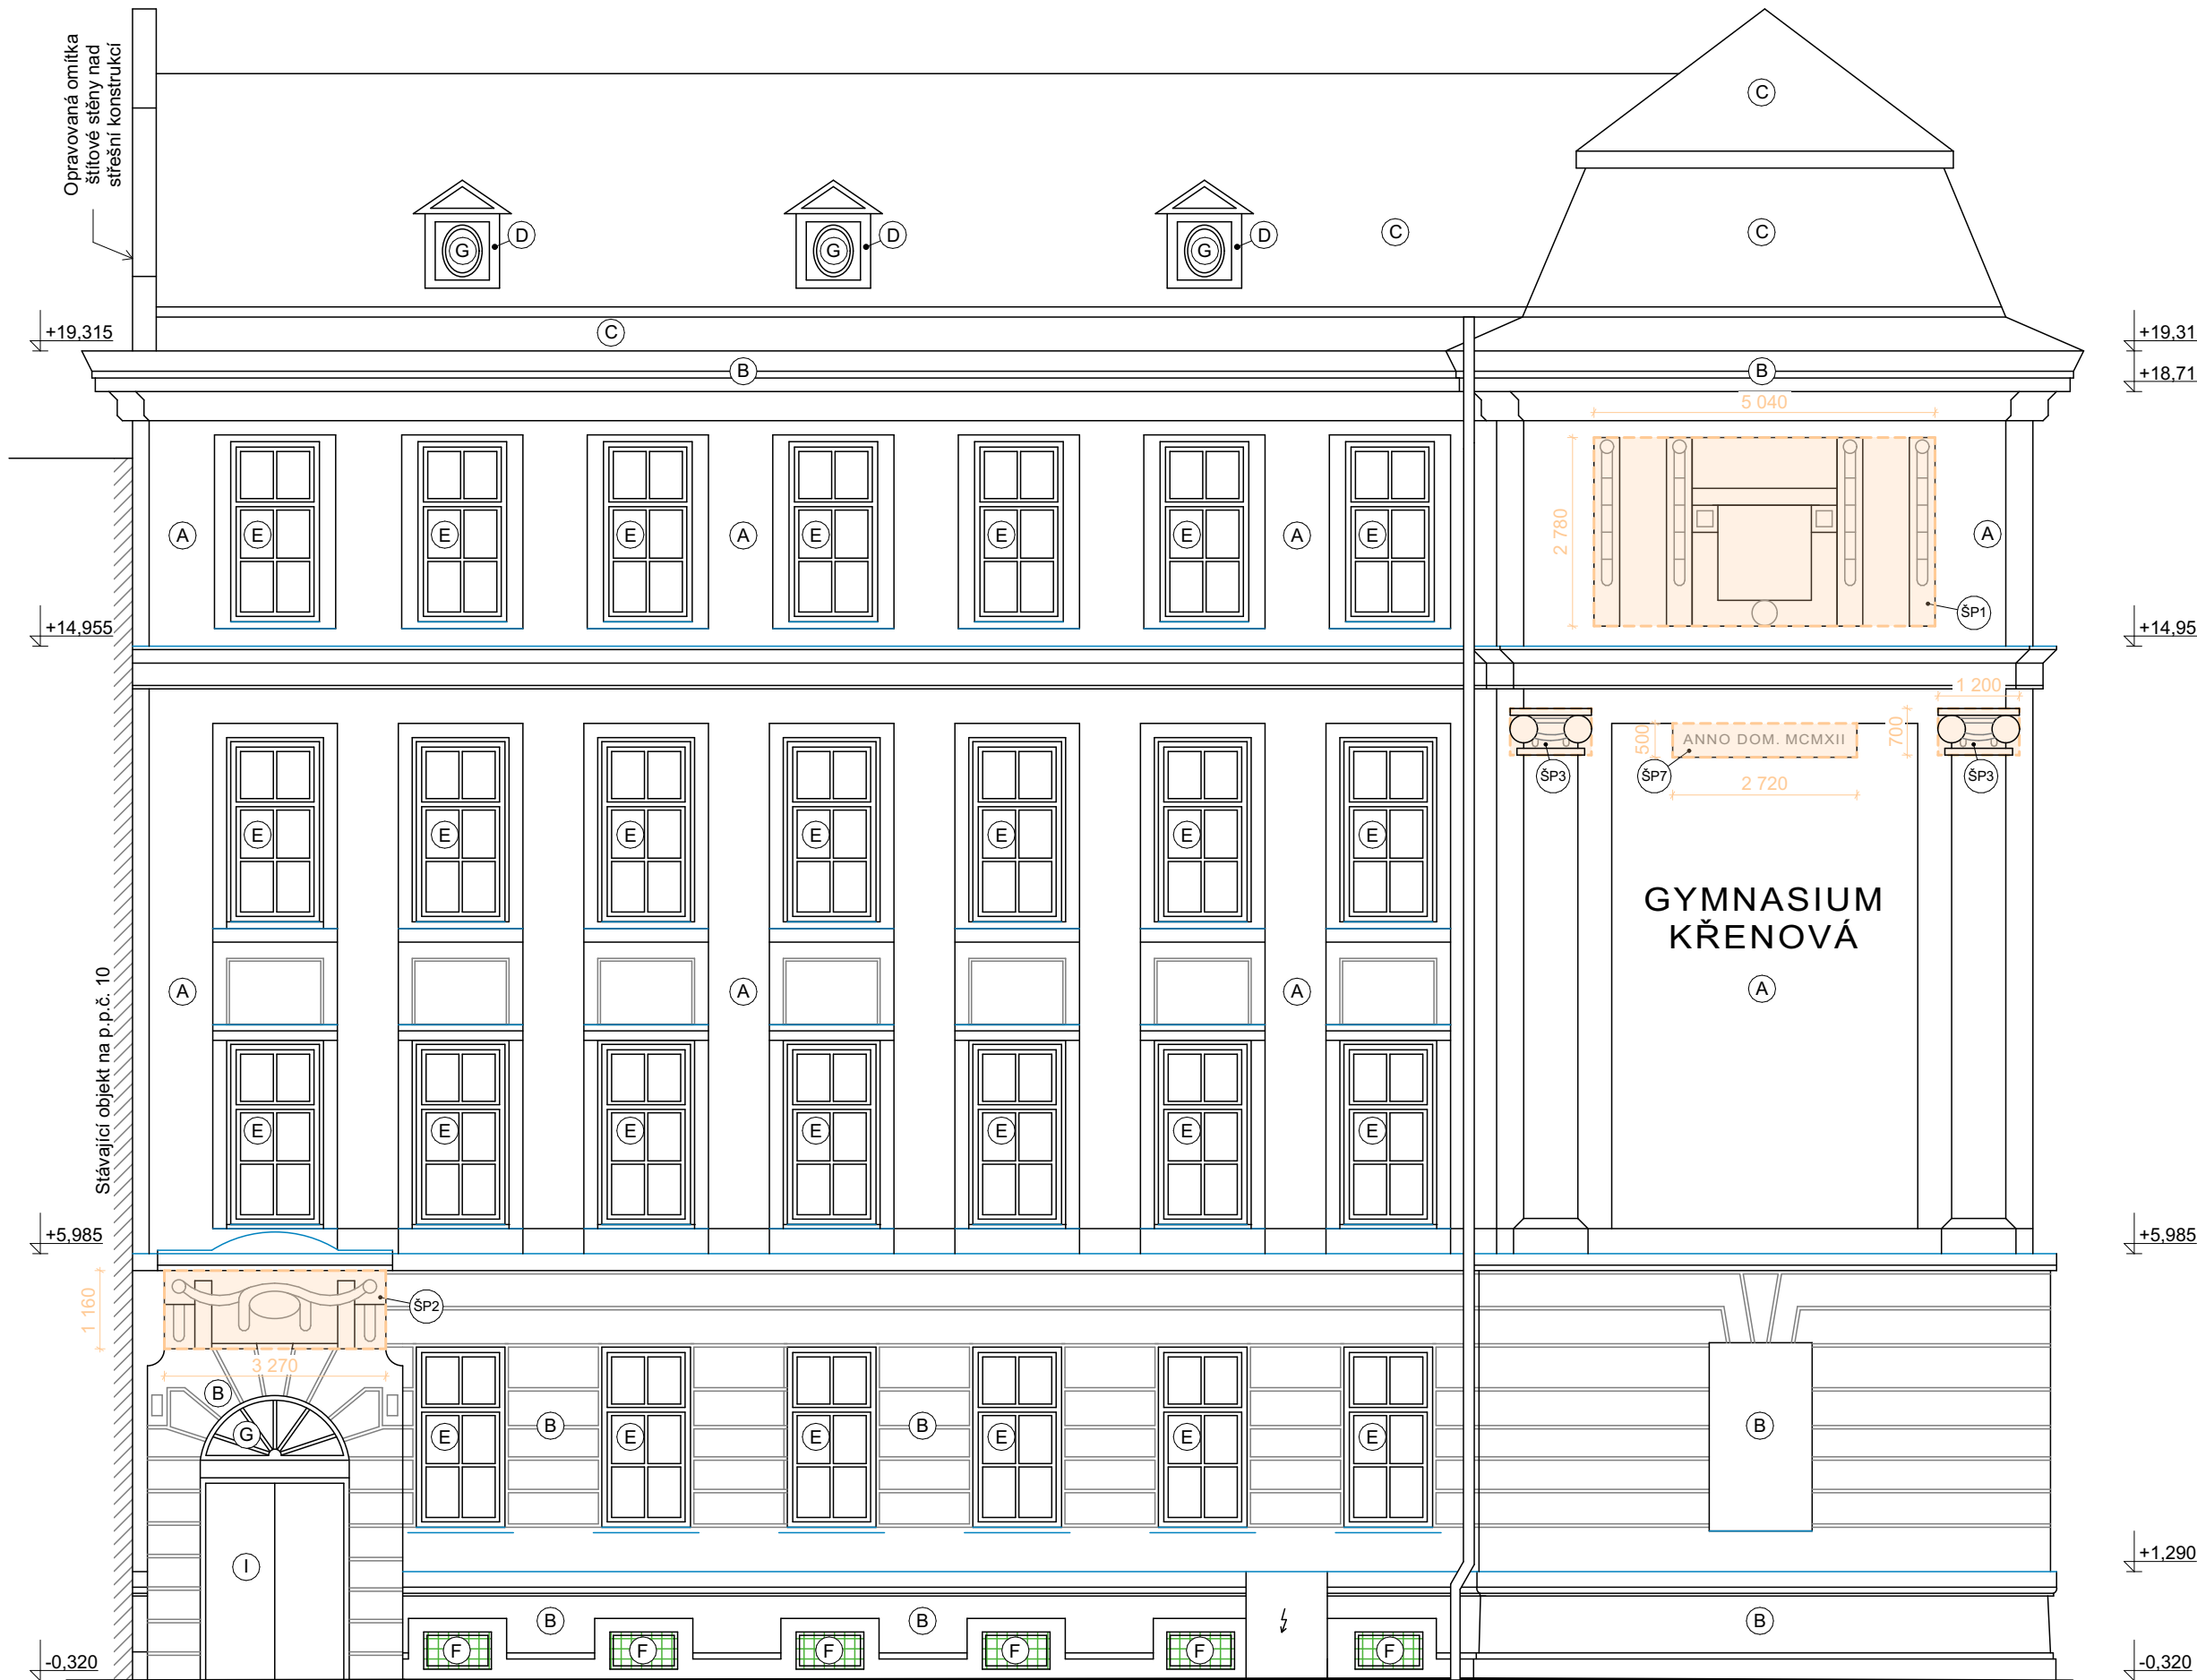 Opravovaná omítka
štítové stěny nad
střešní konstrukcí
C
D
D
D
C
C
G
G
G
+19,315
C
+19,31
B
B
+18,71
5 040
2 780
A
E
E
E
A
E
E
E
A
E
A
ŠP1
+14,955
+14,95
1 200
700
500
ANNO DOM. MCMXII
ŠP3
ŠP7
ŠP3
2 720
E
E
E
E
E
E
E
GYMNASIUM
KŘENOVÁ
A
A
A
A
Stávající objekt na p.p.č. 10
E
E
E
E
E
E
E
+5,985
+5,985
1 160
ŠP2
3 270
B
G
E
B
E
E
B
E
E
E
B
I
+1,290
B
B
B
F
F
F
F
F
F
-0,320
-0,320